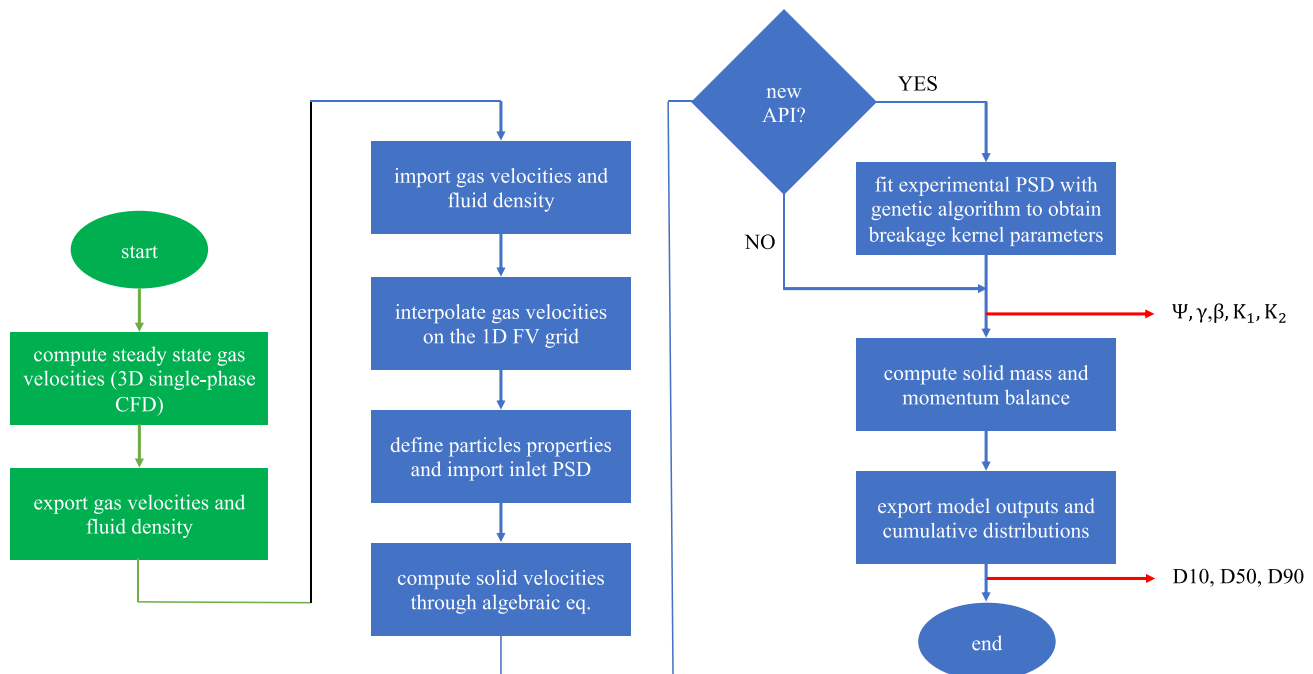 start
compute steady state gas
velocities (3D single-phase
CFD)
export gas velocities and
fluid density
import gas velocities and
fluid density
interpolate gas velocities
on the 1D FV grid
define particles properties
and import inlet PSD
compute solid velocities
through algebraic eq.
new
API?
YES
NO
fit experimental PSD with
genetic algorithm to obtain
breakage kernel parameters
Ψ, γ,β, K₁, K₂
compute solid mass and
momentum balance
export model outputs and
cumulative distributions
D10, D50, D90
end